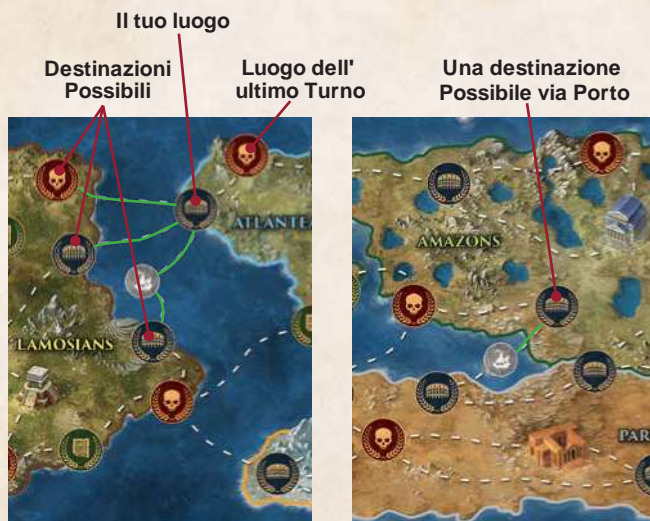 Il tuo luogo
Destinazioni
Possibili
Luogo dell'
ultimo Turno
Una destinazione
Possibile via Porto
ATLANTE
AMAZONS
LAMOSIANS
PAR